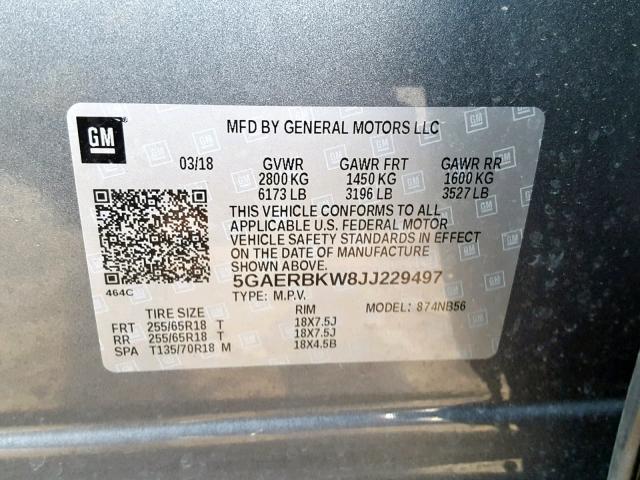 GM
MFD BY GENERAL MOTORS LLC
03/18 GVWR GAWR FRT GAWR RR
2800 KG 1450 KG 1600 KG
6173 LB 3196 LB 3527 LB
THIS VEHICLE CONFORMS TO ALL
APPLICABLE U.S. FEDERAL MOTOR
VEHICLE SAFETY STANDARDS IN EFFECT
ON THE DATE OF MANUFACTURE
SHOWN ABOVE.
464C
5GAERBKW8JJ229497
TYPE: M.P.V. MODEL: 874NB56
TIRE SIZE RIM
FRT 255/65R18 T 18X7.5J
RR 255/65R18 T 18X7.5J
SPA T135/70R18 M 18X4.5B